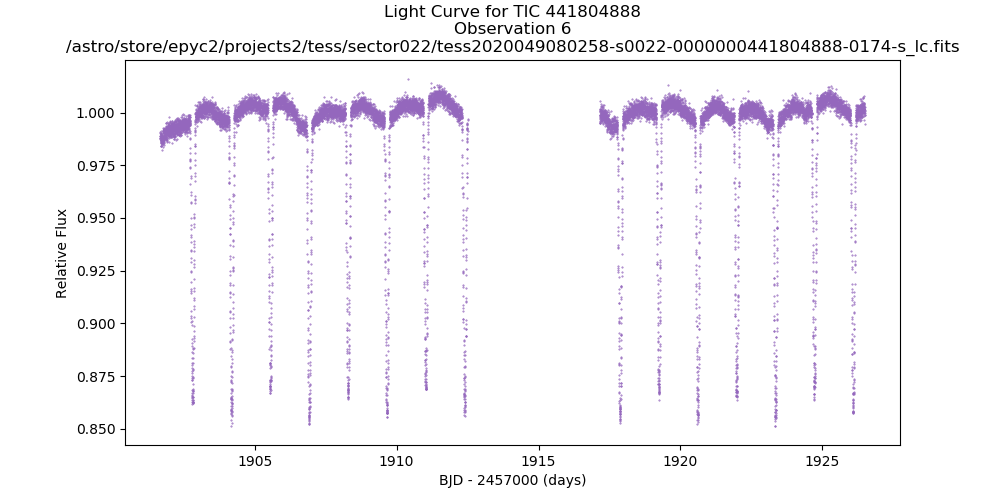 Light Curve for TIC 441804888
Observation 6
/astro/store/epyc2/projects2/tess/sector022/tess2020049080258-s0022-0000000441804888-0174-s_lc.fits
1.000
0.975
0.950
0.925
0.900
0.875
0.850
Relative Flux
1905 1910 1915 1920 1925
BJD - 2457000 (days)